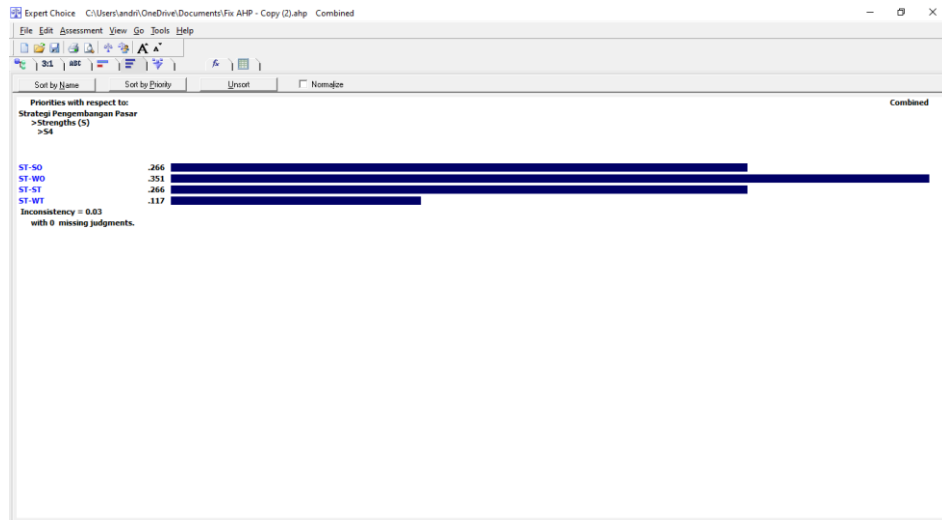 Expert Choice C:\Users\andri\OneDrive\Documents\Fix AHP - Copy (2).ahp Combined
File Edit Assessment View Go Tools Help
A A
3:1 ABC fx
Sort by Name Sort by Priority Unsort Normalize
Priorities with respect to: Combined
Strategi Pengembangan Pasar
>Strengths (S)
>S4
ST-SO .266
ST-WO .351
ST-ST .266
ST-WT .117
Inconsistency = 0.03
with 0 missing judgments.